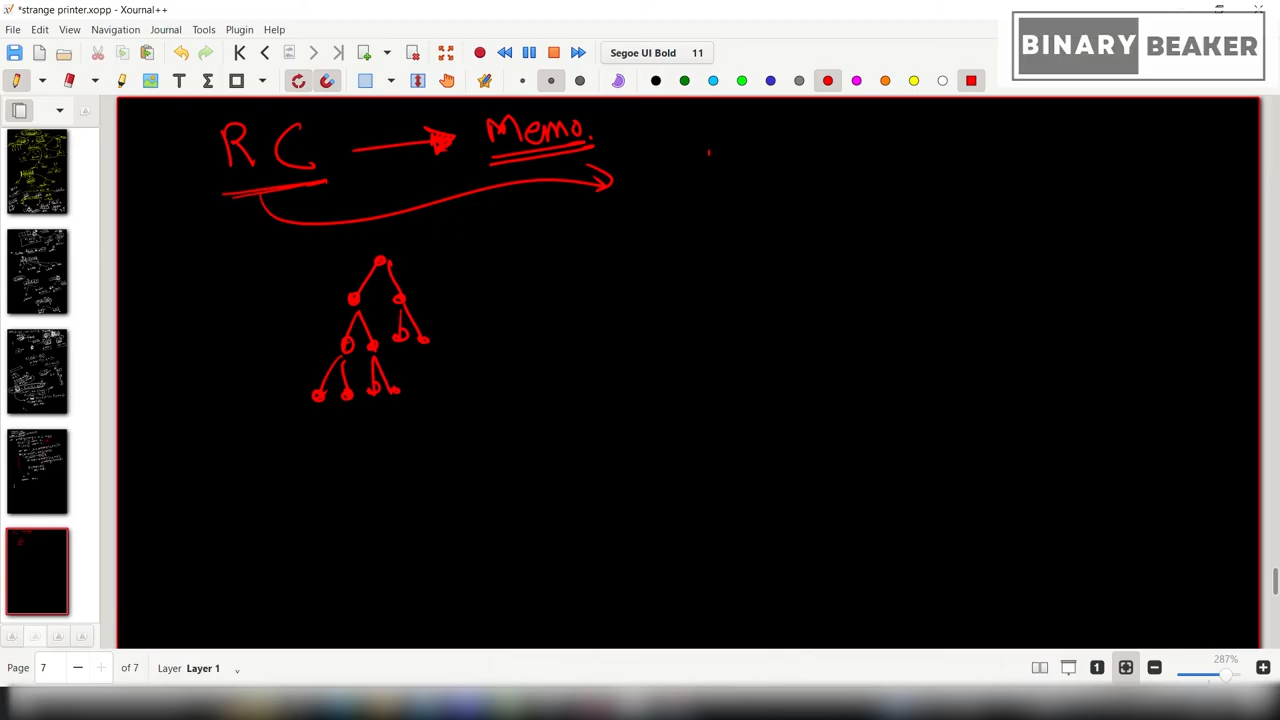 *strange printer.xopp - Xournal++
BINARY BEAKER
File Edit View Navigation Journal Tools Plugin Help
Segoe UI Bold 11
R C Memo.
Page 7 of 7 Layer Layer 1 287%